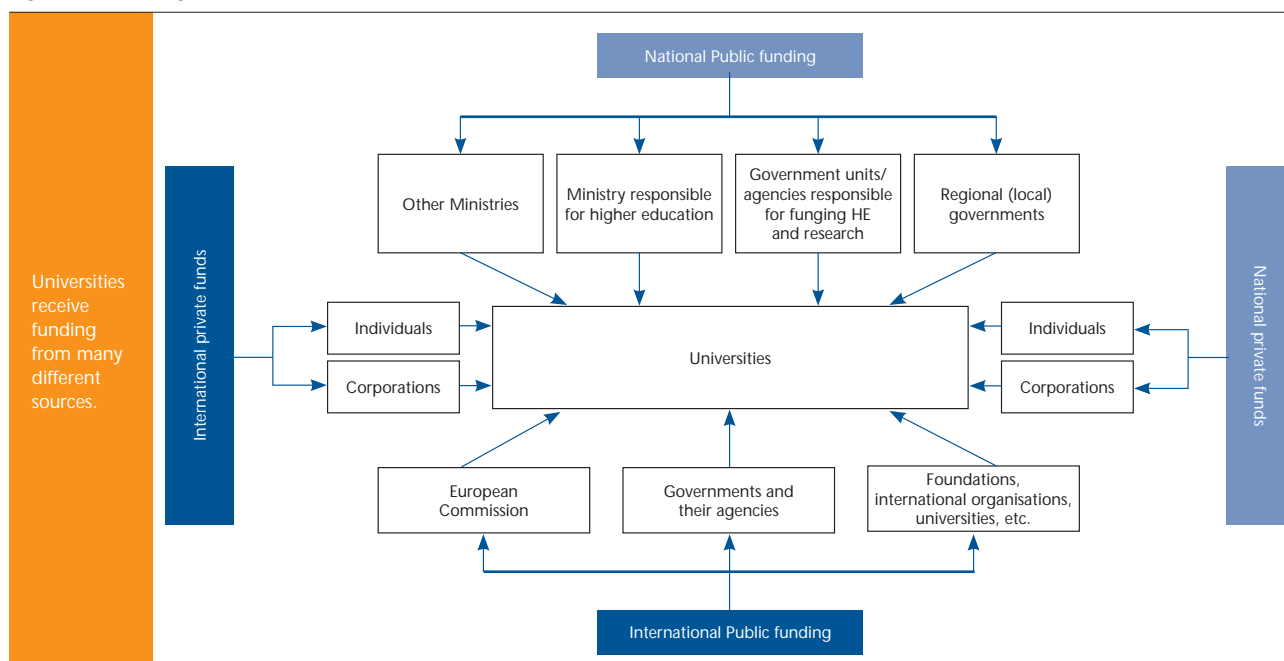 National Public funding
Other Ministries
Ministry responsible
for higher education
Government units/
agencies responsible
for funging HE
and research
Regional (local)
governments
Universities
receive
funding
from many
different
sources.
International private funds
Individuals
Corporations
Universities
Individuals
Corporations
National private funds
European
Commission
Governments and
their agencies
Foundations,
international organisations,
universities, etc.
International Public funding